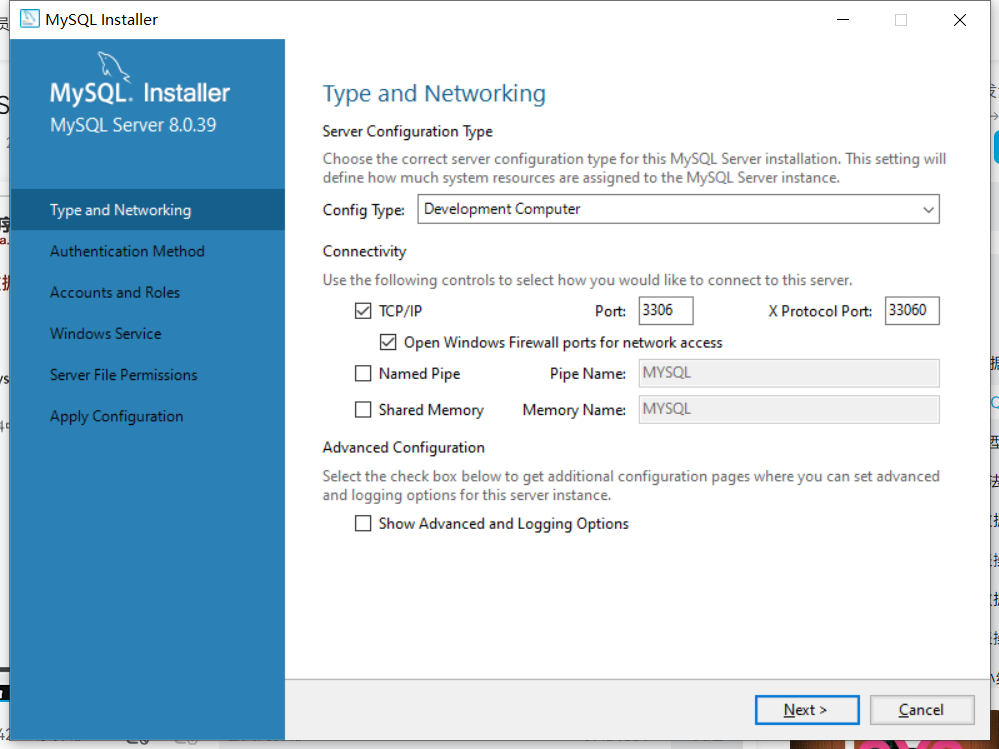 MySQL Installer
MySQL. Installer
MySQL Server 8.0.39
Type and Networking
Authentication Method
Accounts and Roles
Windows Service
Server File Permissions
Apply Configuration
Type and Networking
Server Configuration Type
Choose the correct server configuration type for this MySQL Server installation. This setting will
define how much system resources are assigned to the MySQL Server instance.
Config Type: Development Computer
Connectivity
Use the following controls to select how you would like to connect to this server.
TCP/IP Port: 3306 X Protocol Port: 33060
Open Windows Firewall ports for network access
Named Pipe Pipe Name: MYSQL
Shared Memory Memory Name: MYSQL
Advanced Configuration
Select the check box below to get additional configuration pages where you can set advanced
and logging options for this server instance.
Show Advanced and Logging Options
Next > Cancel